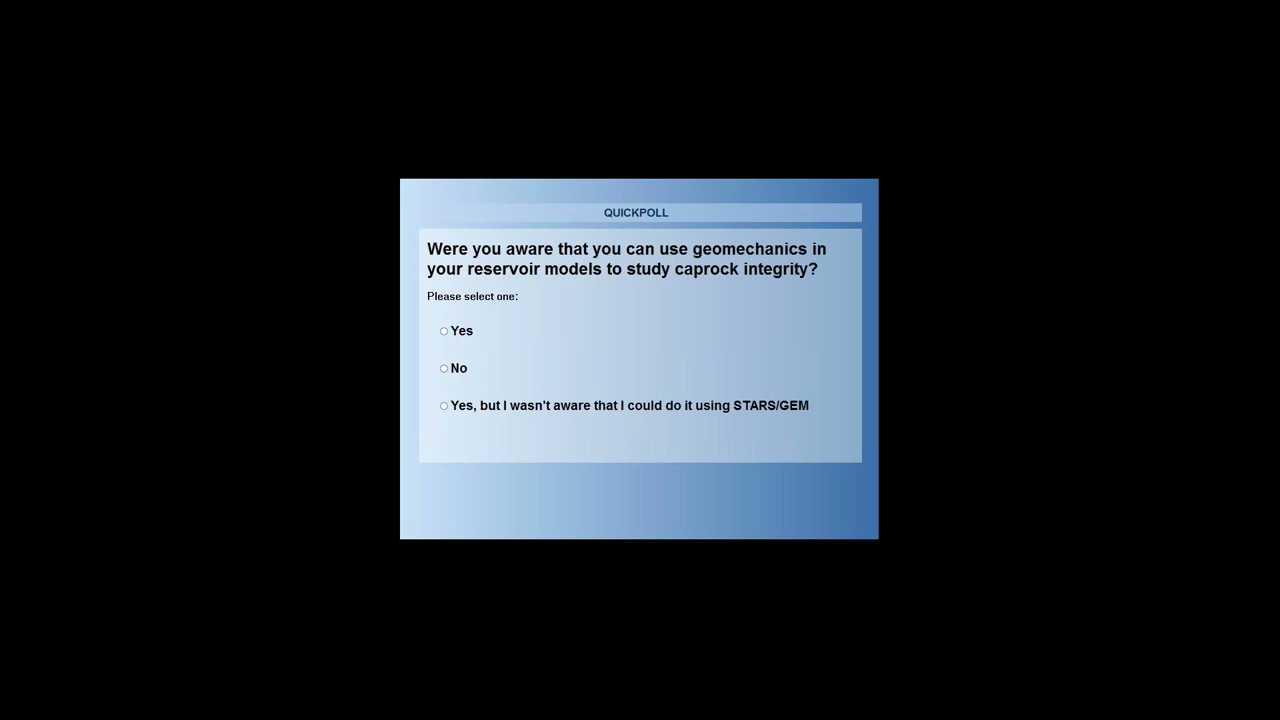 QUICKPOLL
Were you aware that you can use geomechanics in
your reservoir models to study caprock integrity?
Please select one:
Yes
No
Yes, but I wasn't aware that I could do it using STARS/GEM